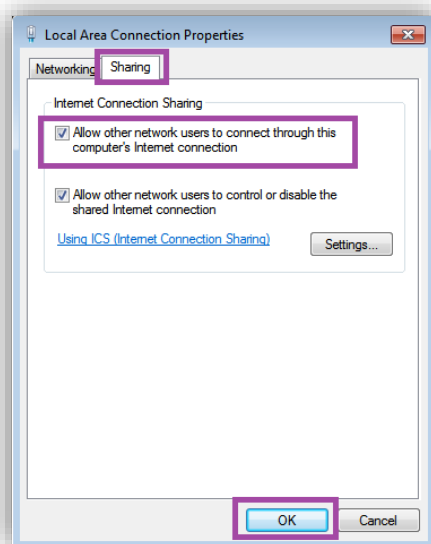 Local Area Connection Properties
Networking Sharing
Internet Connection Sharing
Allow other network users to connect through this
computer's Internet connection
Allow other network users to control or disable the
shared Internet connection
Using ICS (Internet Connection Sharing)
Settings...
OK Cancel